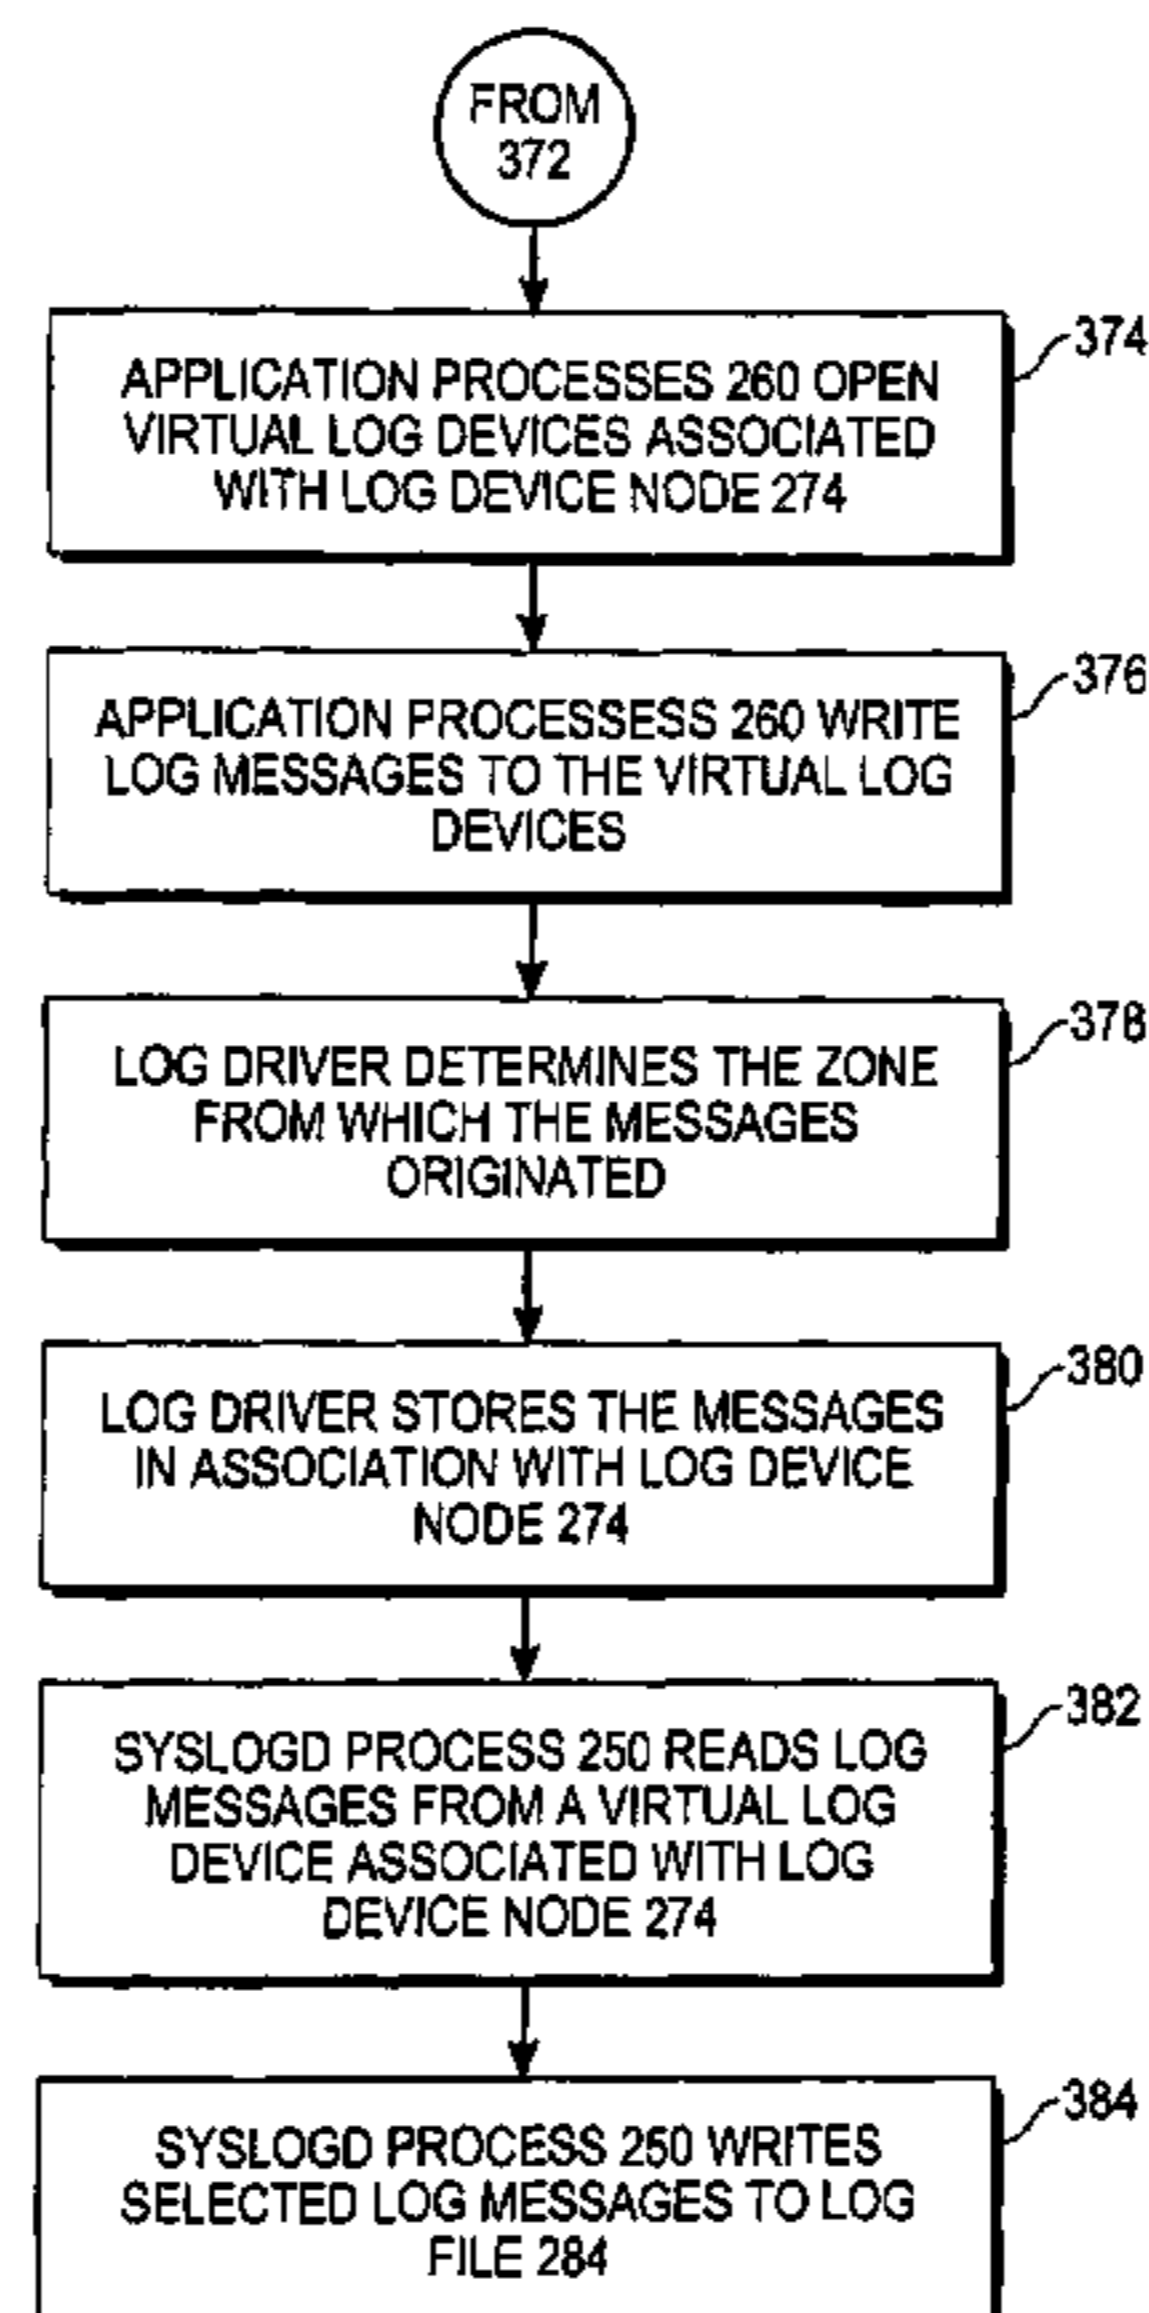 FROM
372
374
APPLICATION PROCESSES 260 OPEN
VIRTUAL LOG DEVICES ASSOCIATED
WITH LOG DEVICE NODE 274
376
APPLICATION PROCESSESS 260 WRITE
LOG MESSAGES TO THE VIRTUAL LOG
DEVICES
378
LOG DRIVER DETERMINES THE ZONE
FROM WHICH THE MESSAGES
ORIGINATED
380
LOG DRIVER STORES THE MESSAGES
IN ASSOCIATION WITH LOG DEVICE
NODE 274
382
SYSLOGD PROCESS 250 READS LOG
MESSAGES FROM A VIRTUAL LOG
DEVICE ASSOCIATED WITH LOG
DEVICE NODE 274
384
SYSLOGD PROCESS 250 WRITES
SELECTED LOG MESSAGES TO LOG
FILE 284